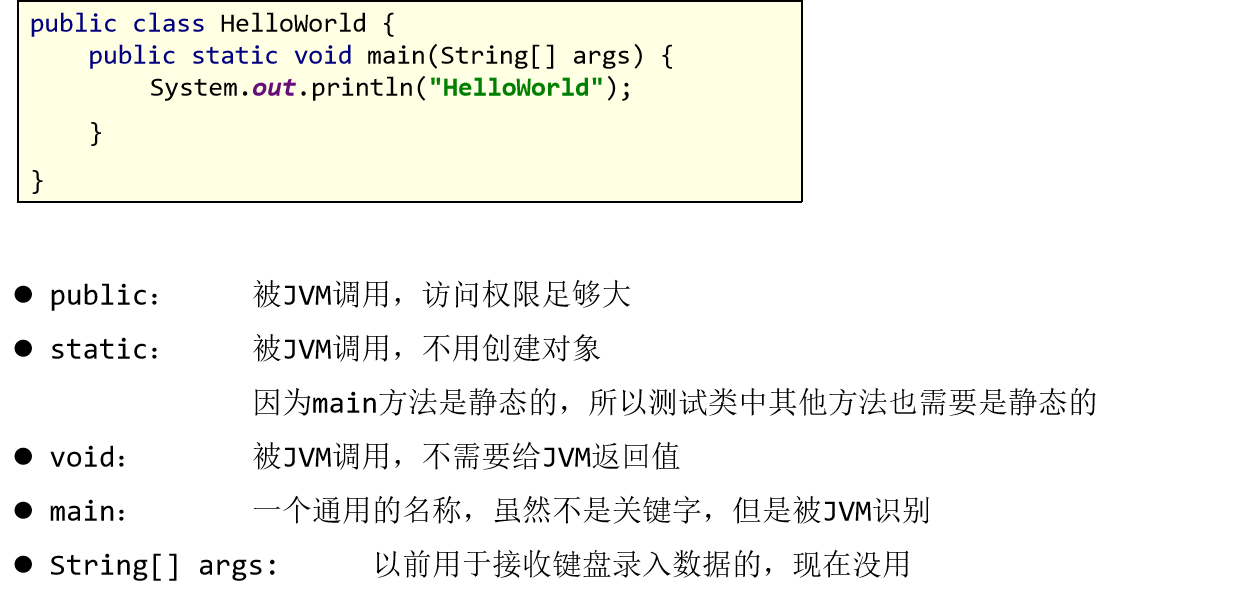 public class HelloWorld {
    public static void main(String[] args) {
        System.out.println("HelloWorld");
    }
}
● public： 被JVM调用，访问权限足够大
● static： 被JVM调用，不用创建对象
因为main方法是静态的，所以测试类中其他方法也需要是静态的
● void： 被JVM调用，不需要给JVM返回值
● main： 一个通用的名称，虽然不是关键字，但是被JVM识别
● String[] args: 以前用于接收键盘录入数据的，现在没用